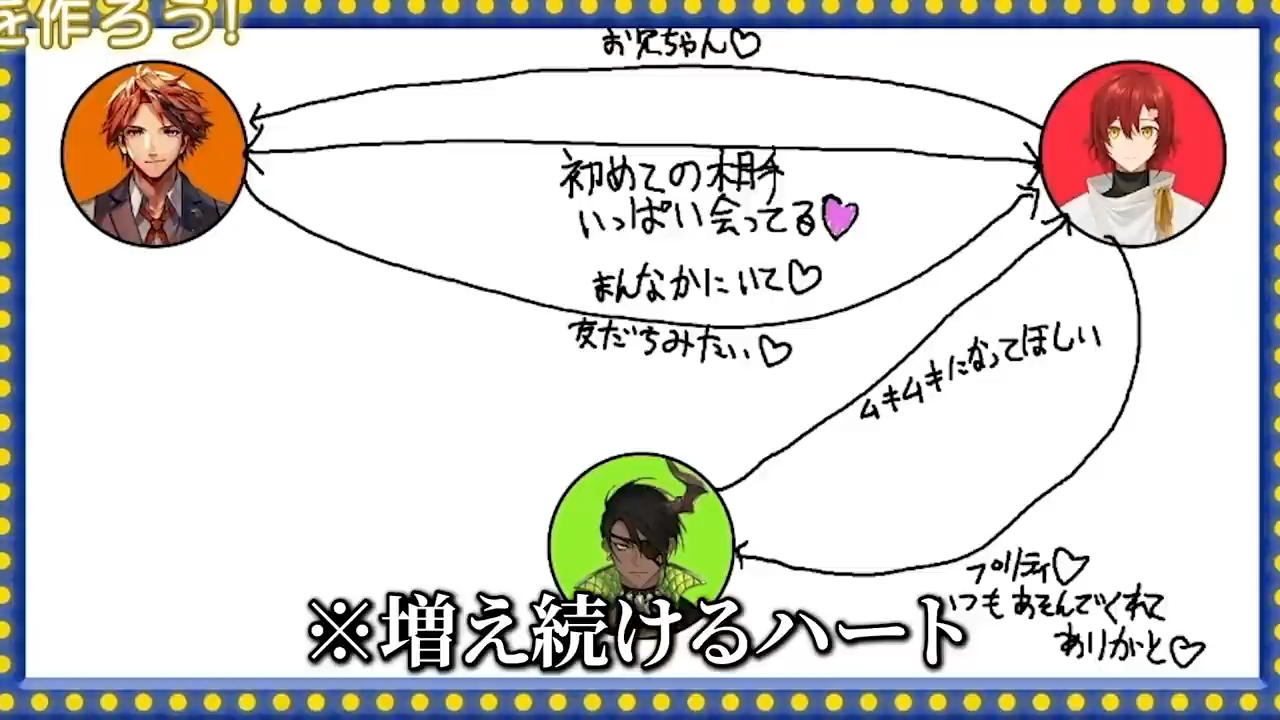 を作ろう!
お兄ちゃん♡
初めての相手
いっぱい会ってる♥
まんなかにいて♡
友だちみたい、♡
ムキムキになってほしい
プリティ♡
いつもあそんでくれて
ありがと♡
※増え続けるハート